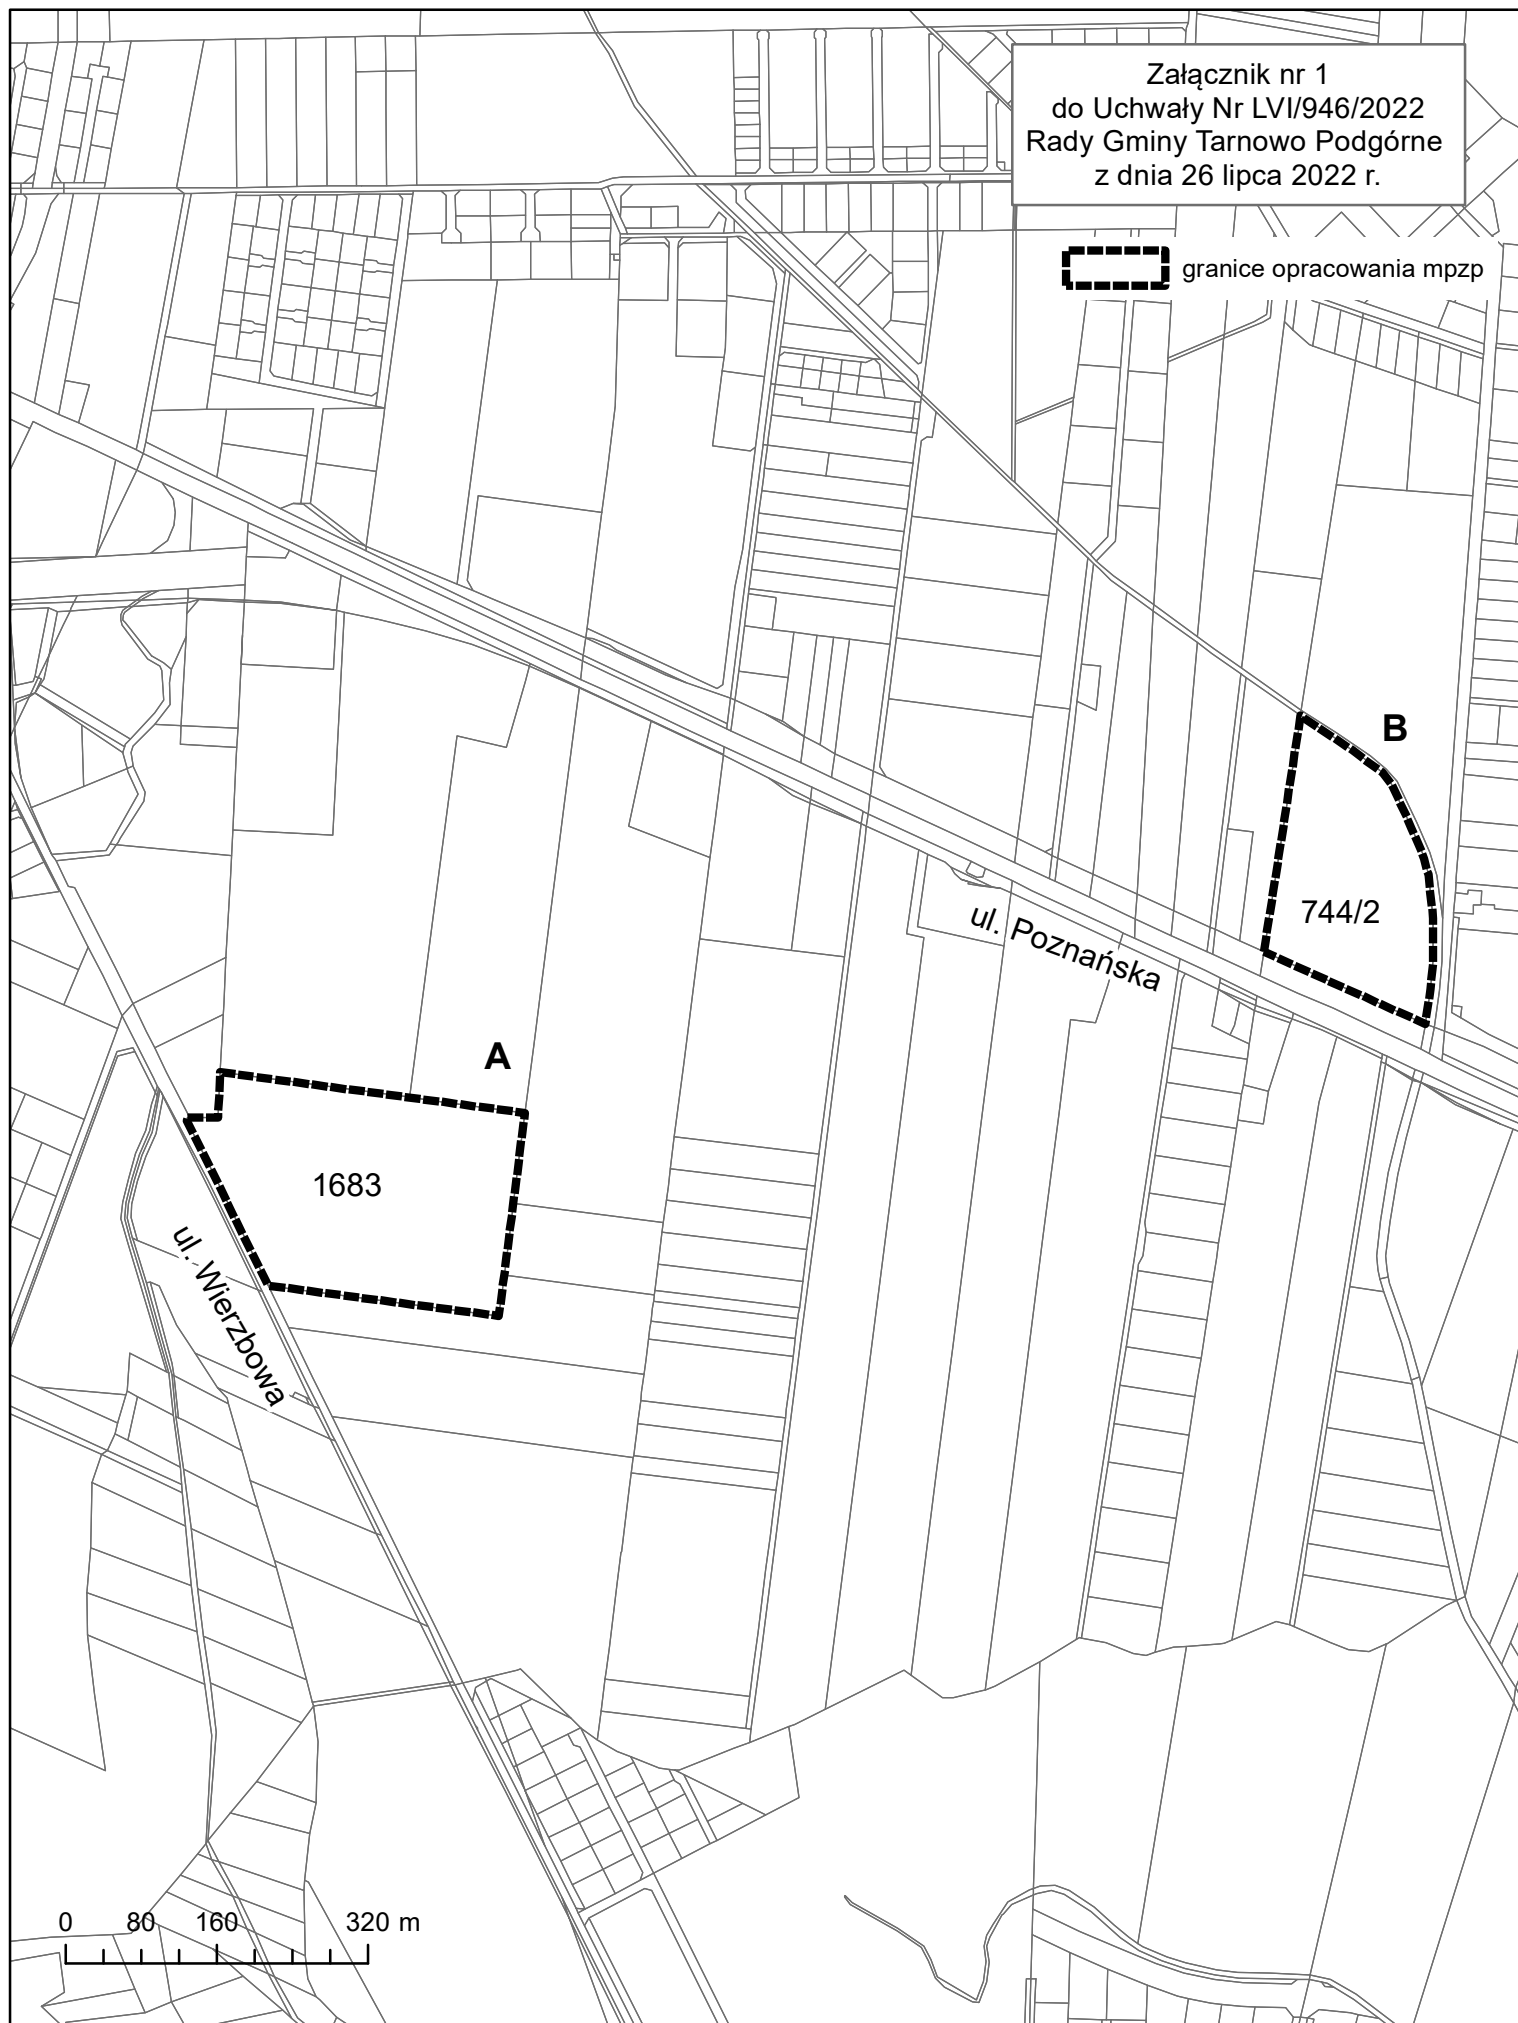 Załącznik nr 1
do Uchwały Nr LVI/946/2022
Rady Gminy Tarnowo Podgórne
z dnia 26 lipca 2022 r.
granice opracowania mpzp
B
744/2
ul. Poznańska
A
1683
ul. Wierzbowa
0 80 160 320 m